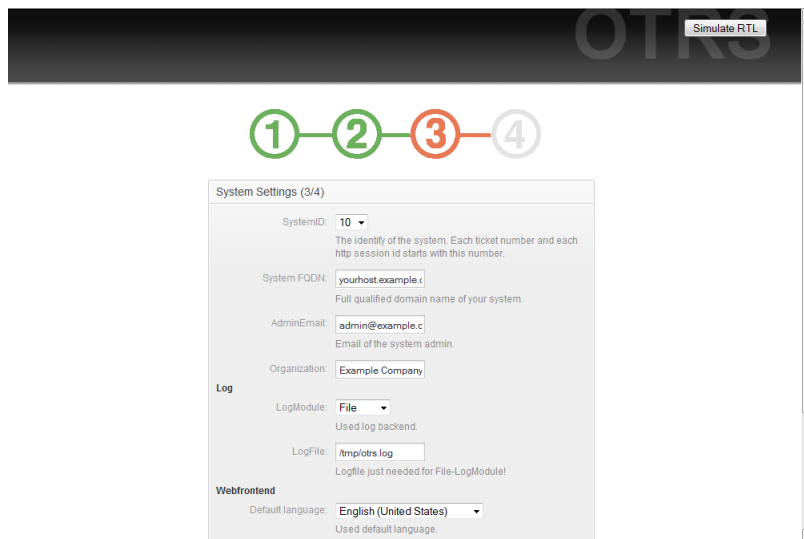 OTRS
Simulate RTL
1 2 3 4
System Settings (3/4)
SystemID: 10
The identify of the system. Each ticket number and each
http session id starts with this number.
System FQDN: yourhost.example.c
Full qualified domain name of your system.
AdminEmail: admin@example.c
Email of the system admin.
Organization: Example Company
Log
LogModule: File
Used log backend.
LogFile: /tmp/otrs.log
Logfile just needed for File-LogModule!
Webfrontend
Default language: English (United States)
Used default language.